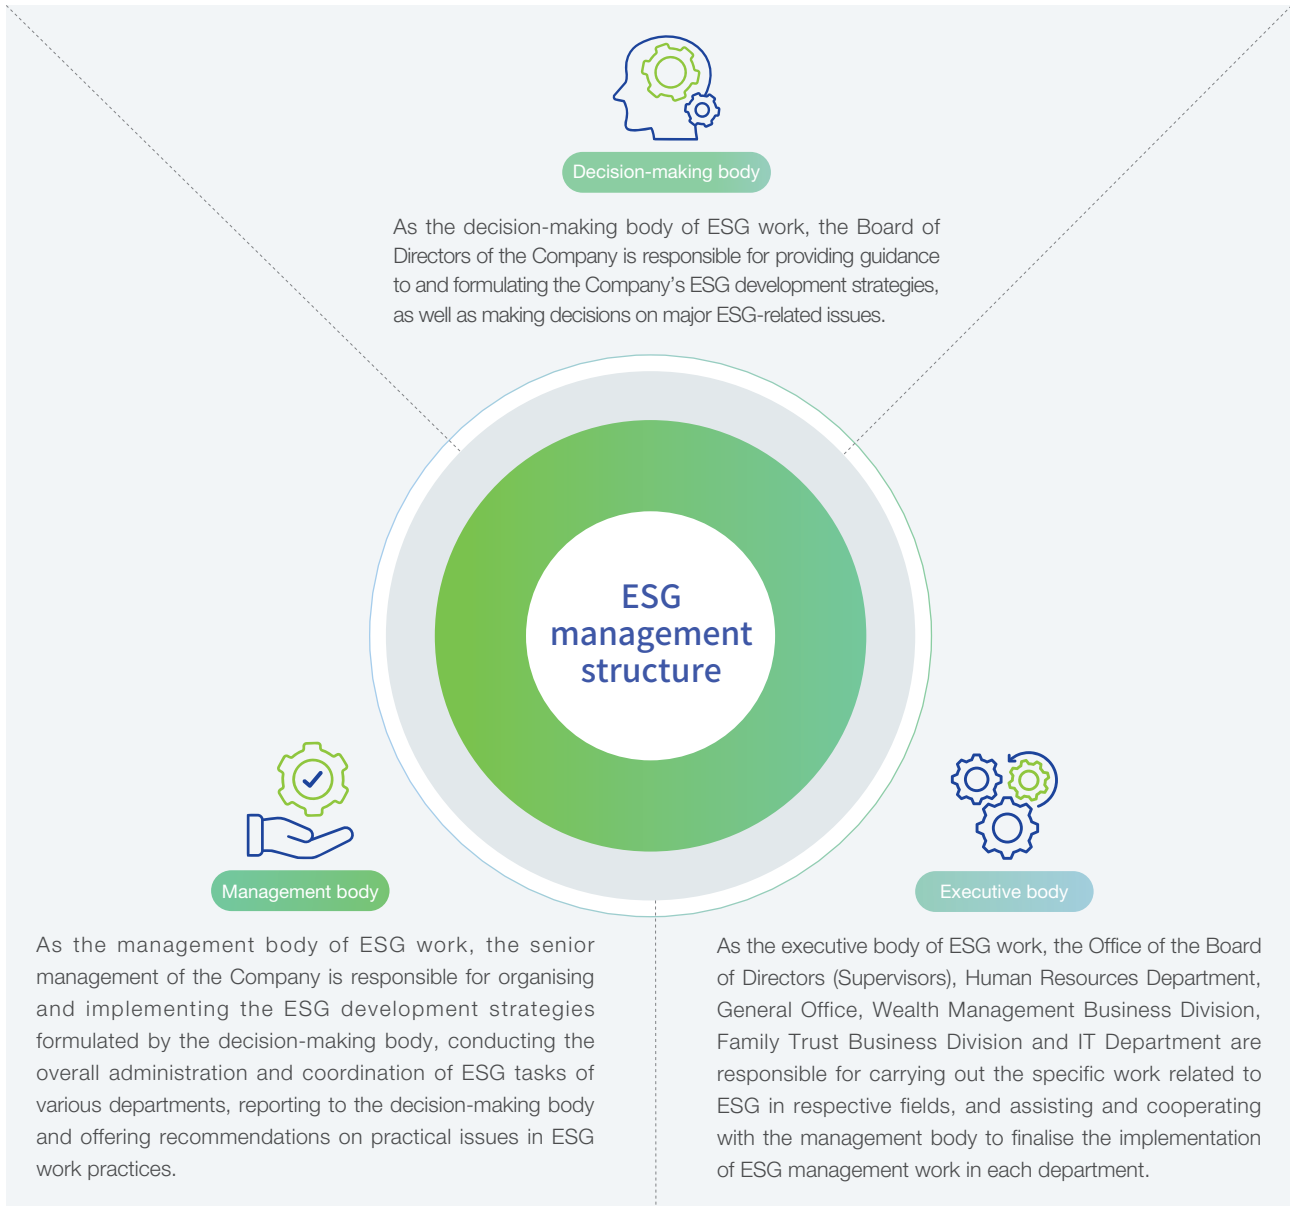 Decision-making body
As the decision-making body of ESG work, the Board of
Directors of the Company is responsible for providing guidance
to and formulating the Company’s ESG development strategies,
as well as making decisions on major ESG-related issues.
ESG
management
structure
Management body
As the management body of ESG work, the senior
management of the Company is responsible for organising
and implementing the ESG development strategies
formulated by the decision-making body, conducting the
overall administration and coordination of ESG tasks of
various departments, reporting to the decision-making body
and offering recommendations on practical issues in ESG
work practices.
Executive body
As the executive body of ESG work, the Office of the Board
of Directors (Supervisors), Human Resources Department,
General Office, Wealth Management Business Division,
Family Trust Business Division and IT Department are
responsible for carrying out the specific work related to
ESG in respective fields, and assisting and cooperating
with the management body to finalise the implementation
of ESG management work in each department.